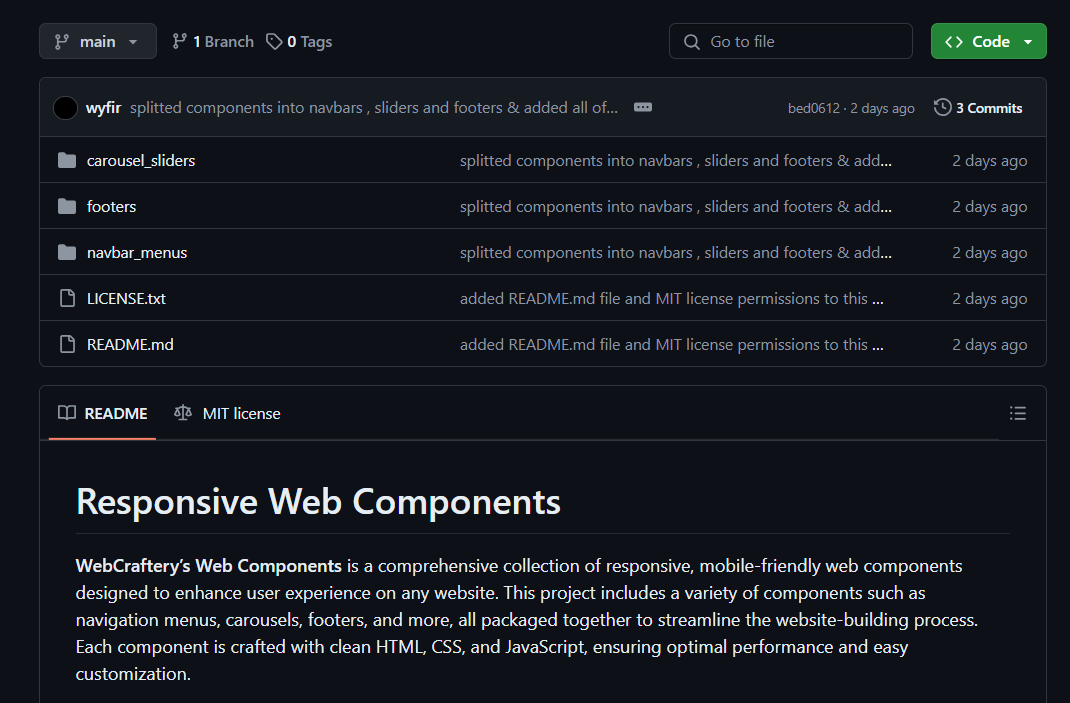 main 1 Branch 0 Tags Go to file Code
wyfir splitted components into navbars , sliders and footers & added all of... bed0612 · 2 days ago 3 Commits
carousel_sliders splitted components into navbars , sliders and footers & add... 2 days ago
footers splitted components into navbars , sliders and footers & add... 2 days ago
navbar_menus splitted components into navbars , sliders and footers & add... 2 days ago
LICENSE.txt added README.md file and MIT license permissions to this ... 2 days ago
README.md added README.md file and MIT license permissions to this ... 2 days ago
README MIT license
Responsive Web Components
WebCraftery’s Web Components is a comprehensive collection of responsive, mobile-friendly web components
designed to enhance user experience on any website. This project includes a variety of components such as
navigation menus, carousels, footers, and more, all packaged together to streamline the website-building process.
Each component is crafted with clean HTML, CSS, and JavaScript, ensuring optimal performance and easy
customization.